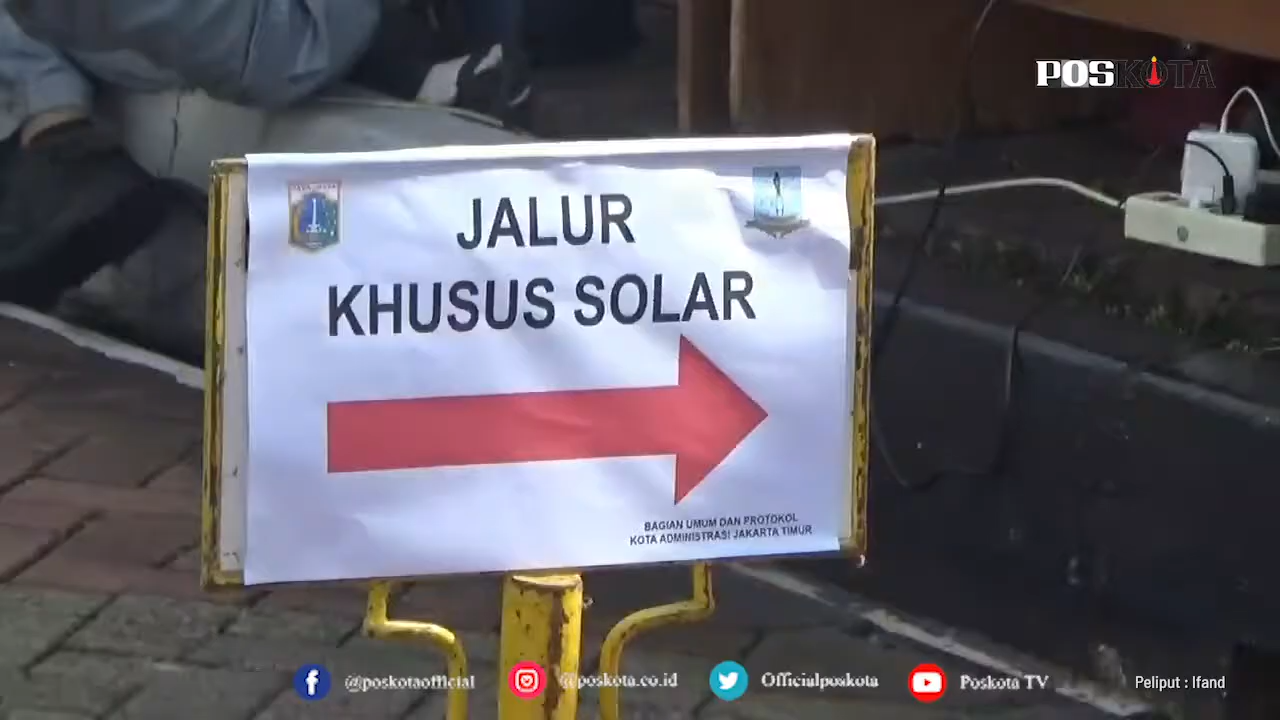 POSKOTA
JALUR
KHUSUS SOLAR
BAGIAN UMUM DAN PROTOKOL
KOTA ADMINISTRASI JAKARTA TIMUR
@poskotaofficial
@poskota.co.id
Officialposkota
Poskota TV
Peliput : Ifand